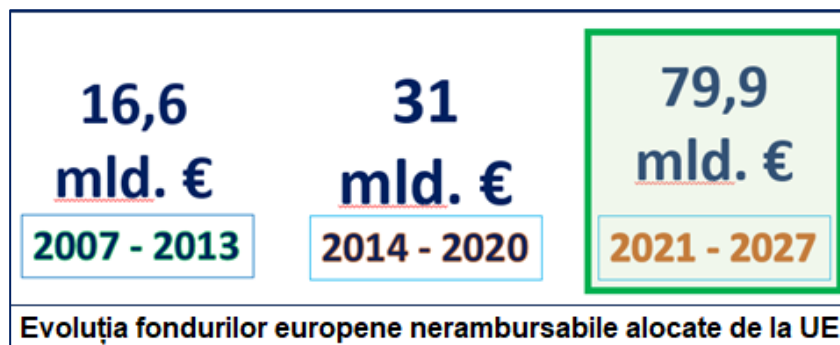 16,6
mld. €
2007 - 2013
31
mld. €
2014 - 2020
79,9
mld. €
2021 - 2027
Evoluția fondurilor europene nerambursabile alocate de la UE